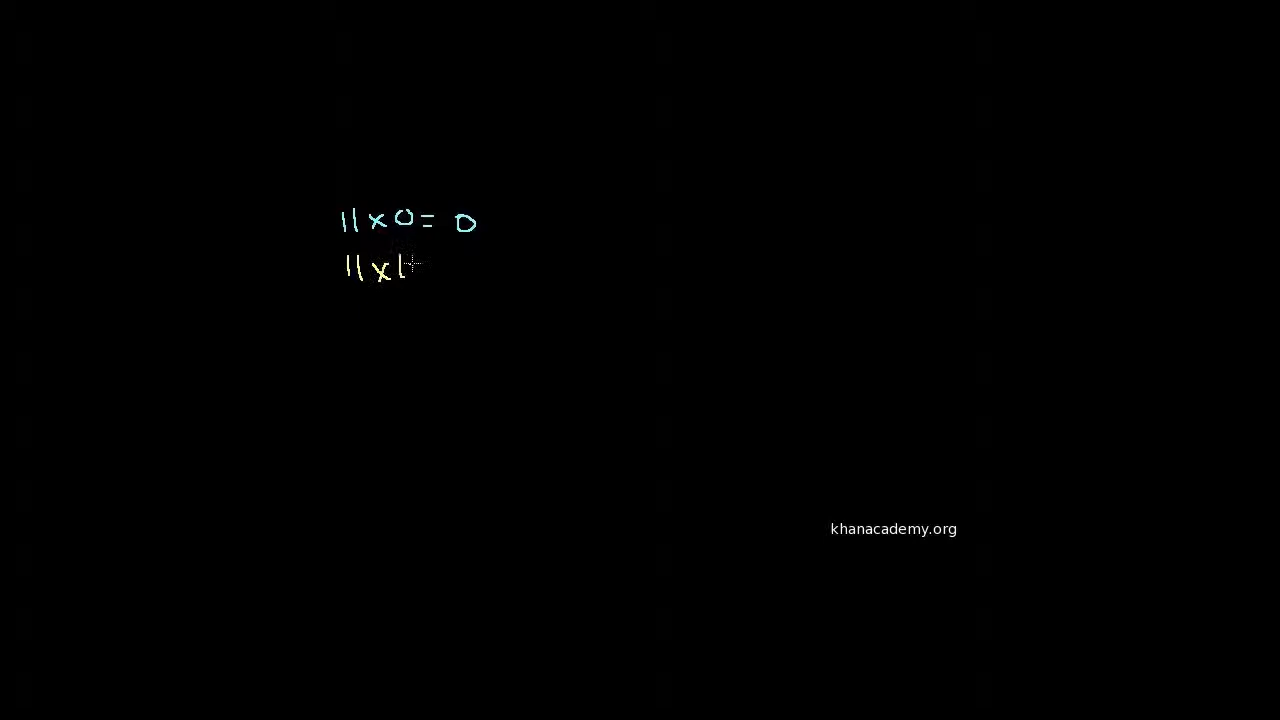 11 x 0 = 0
11 x 1
khanacademy.org